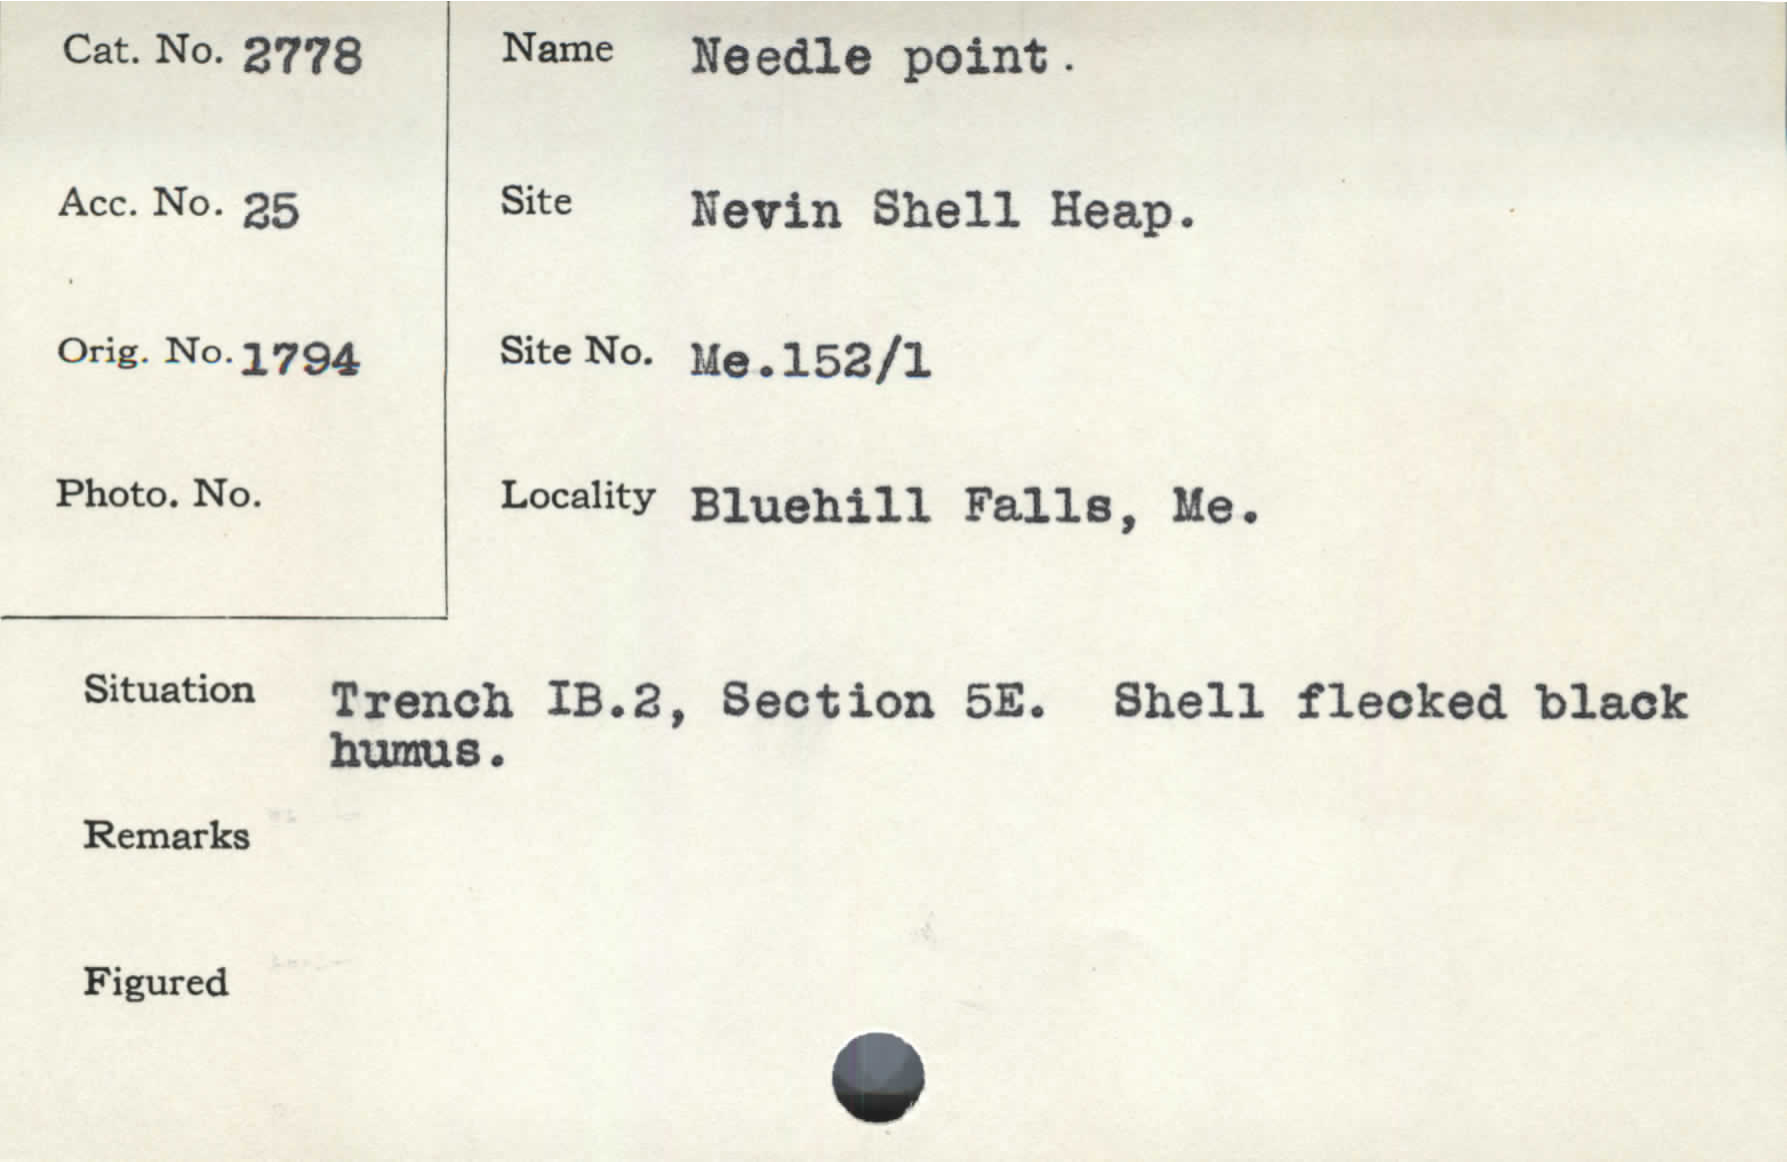 Cat. No. 2778
Name Needle point.
Acc. No. 25
Site Nevin Shell Heap.
Orig. No. 1794
Site No. Me.152/1
Photo. No.
Locality Bluehill Falls, Me.
Situation Trench IB.2, Section 5E. Shell flecked black
humus.
Remarks
Figured